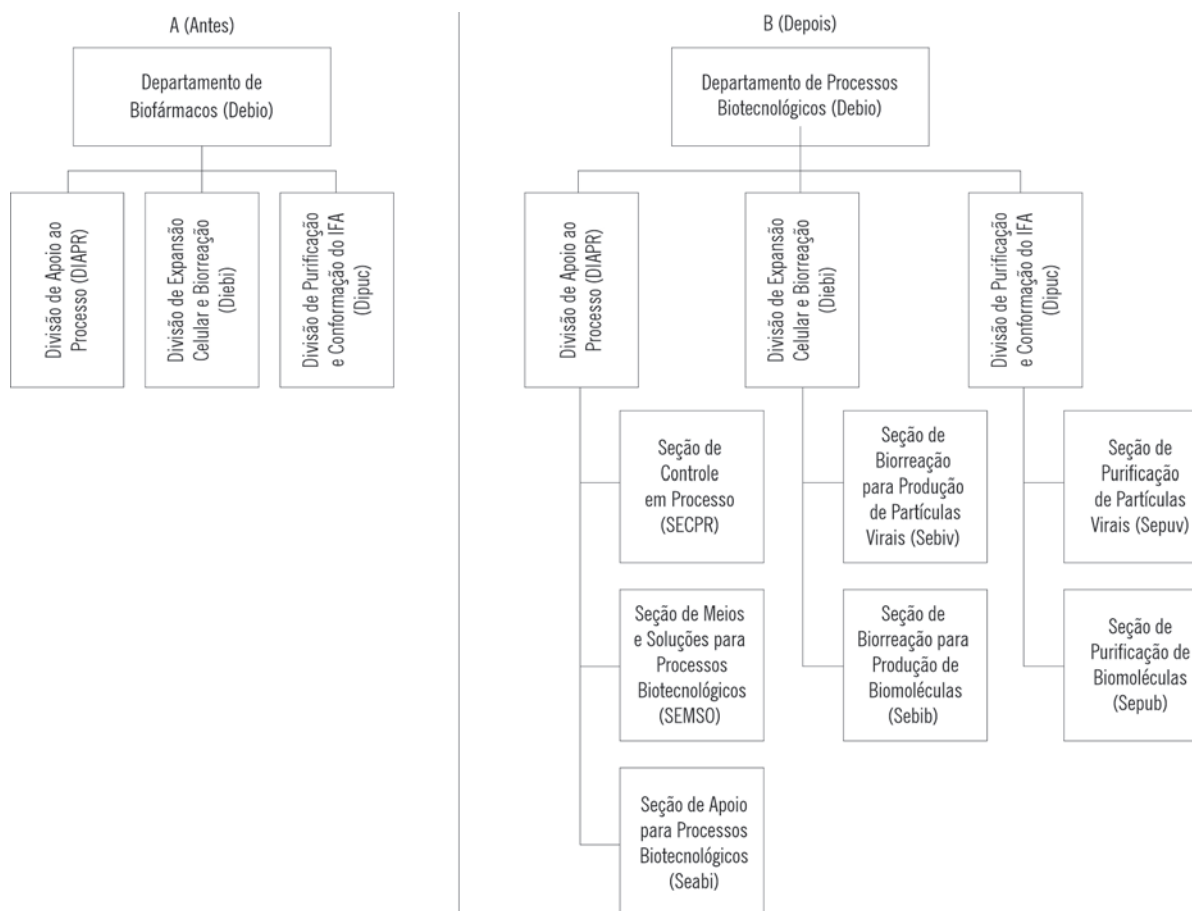 A (Antes)
Departamento de
Biofármacos (Debio)
Divisão de Apoio ao
Processo (DIAPR)
Divisão de Expansão
Celular e Biorreação
(Diebi)
Divisão de Purificação
e Conformação do IFA
(Dipuc)
B (Depois)
Departamento de Processos
Biotecnológicos (Debio)
Divisão de Apoio ao
Processo (DIAPR)
Divisão de Expansão
Celular e Biorreação
(Diebi)
Divisão de Purificação
e Conformação do IFA
(Dipuc)
Seção de
Controle
em Processo
(SECPR)
Seção de
Biorreação
para Produção
de Partículas
Virais (Sebiv)
Seção de
Purificação
de Partículas
Virais (Sepuv)
Seção de Meios
e Soluções para
Processos
Biotecnológicos
(SEMSO)
Seção de
Biorreação para
Produção de
Biomoléculas
(Sebib)
Seção de
Purificação de
Biomoléculas
(Sepub)
Seção de Apoio
para Processos
Biotecnológicos
(Seabi)